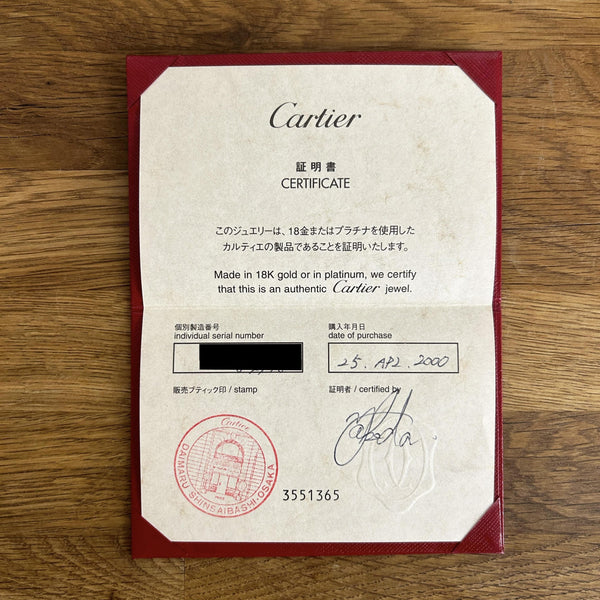 Cartier
証明書
CERTIFICATE
このジュエリーは、18金またはプラチナを使用した
カルティエの製品であることを証明いたします。
Made in 18K gold or in platinum, we certify
that this is an authentic Cartier jewel.
個別製造番号
individual serial number
購入年月日
date of purchase
25. APR. 2000
販売ブティック印 / stamp
証明者 / certified by
Cartier
DAIMARU SHINSAIBASHI-OSAKA
3551365